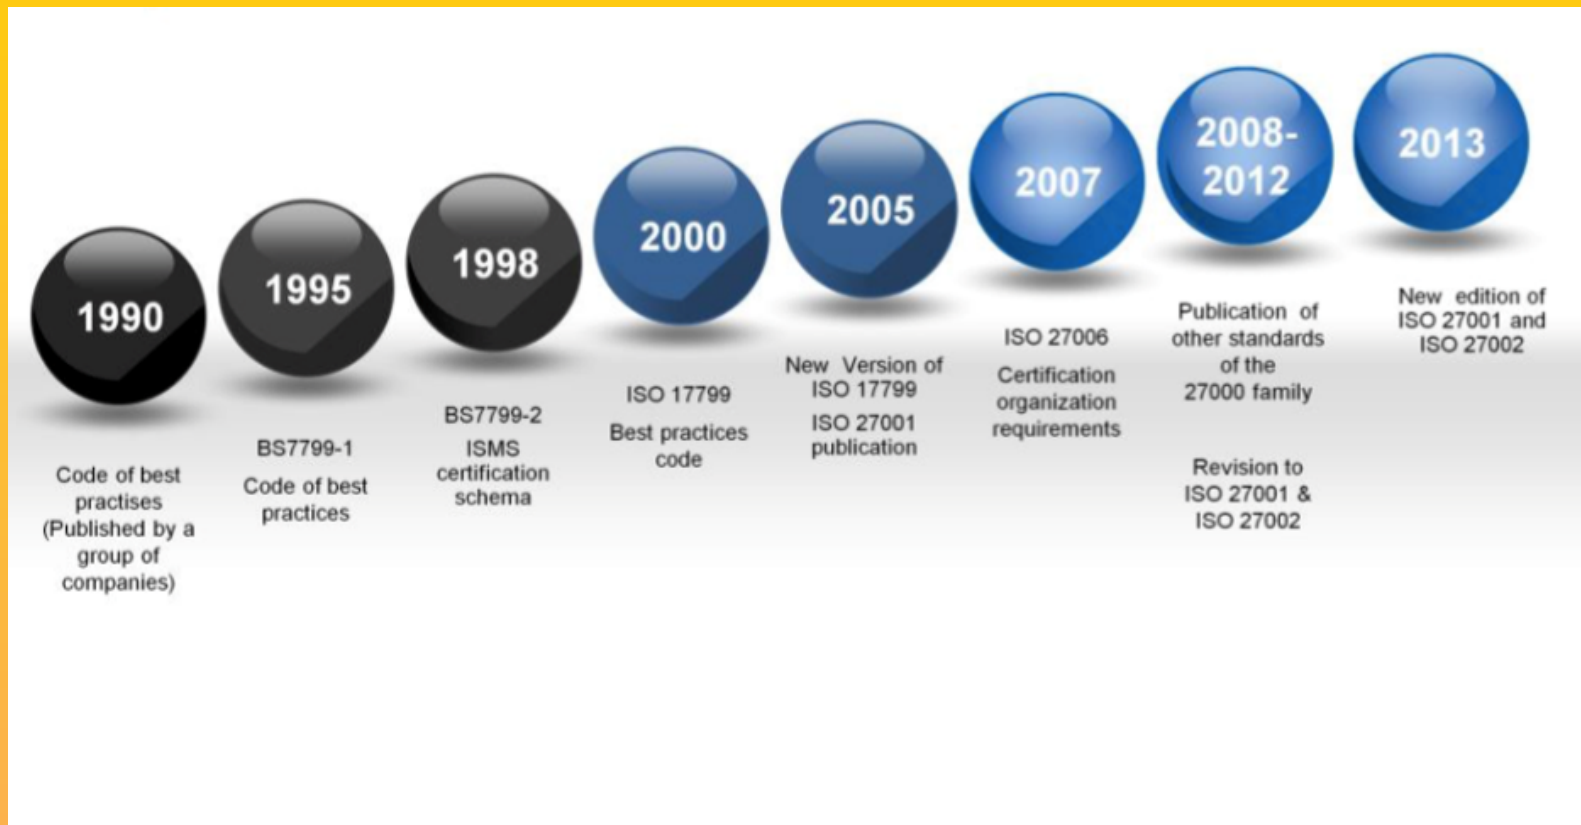 1990
Code of best
practises
(Published by a
group of
companies)
1995
BS7799-1
Code of best
practices
1998
BS7799-2
ISMS
certification
schema
2000
ISO 17799
Best practices
code
2005
New Version of
ISO 17799
ISO 27001
publication
2007
ISO 27006
Certification
organization
requirements
2008-
2012
Publication of
other standards
of the
27000 family
Revision to
ISO 27001 &
ISO 27002
2013
New edition of
ISO 27001 and
ISO 27002